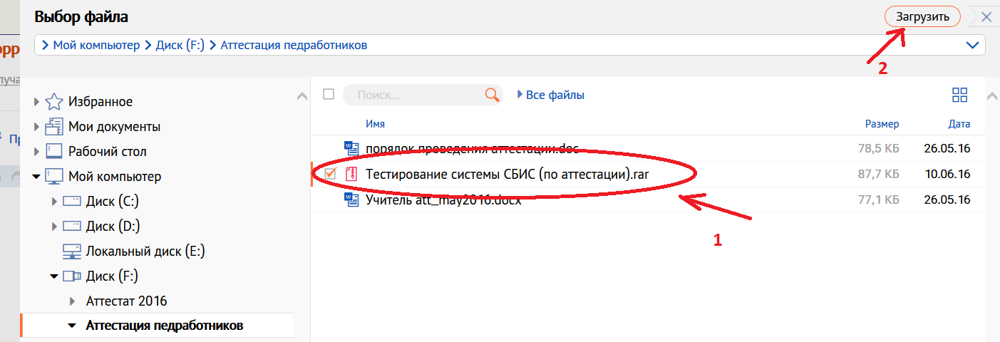 Выбор файла
Загрузить
Мой компьютер Диск (F:) Аттестация педработников
2
Поиск... Все файлы
Избранное
Мои документы
Рабочий стол
Мой компьютер
Диск (C:)
Диск (D:)
Локальный диск (E:)
Диск (F:)
Аттестат 2016
Аттестация педработников
Имя Размер Дата
порядок проведения аттестации.doc 78,5 КБ 26.05.16
Тестирование системы СБИС (по аттестации).rar 87,7 КБ 10.06.16
Учитель att_may2016.docx 77,1 КБ 26.05.16
1